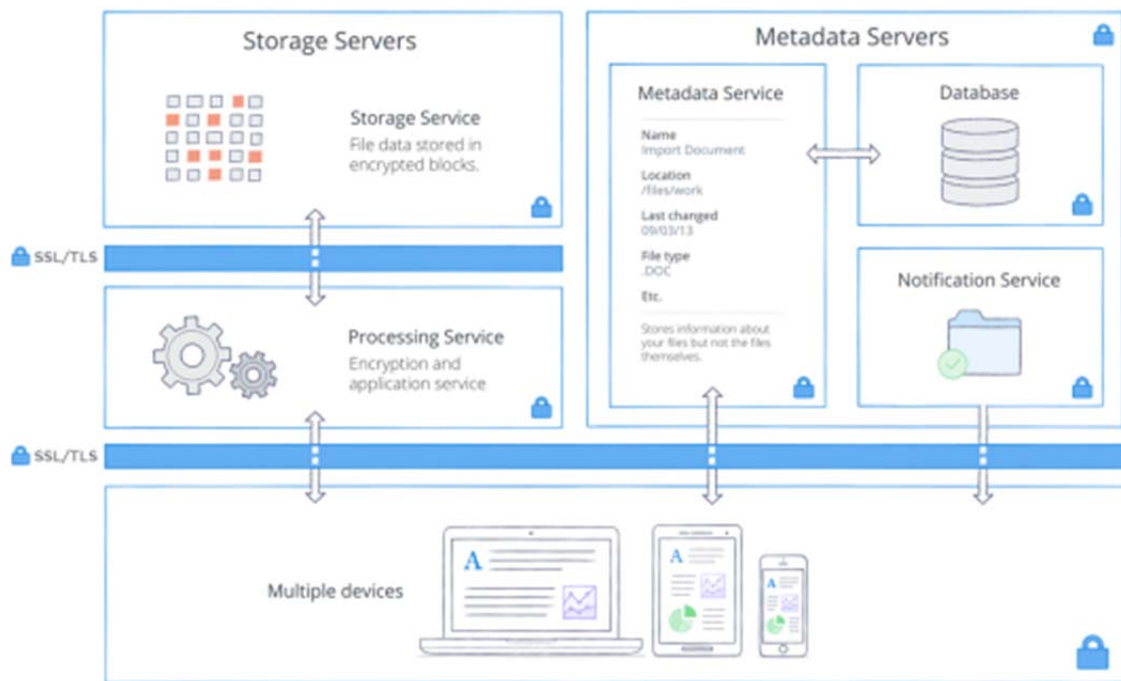 Storage Servers
Storage Service
File data stored in
encrypted blocks.
SSL/TLS
Processing Service
Encryption and
application service
Metadata Servers
Metadata Service
Name
Import Document
Location
/files/work
Last changed
09/03/13
File type
.DOC
Etc.
Stores information about
your files but not the files
themselves.
Database
Notification Service
SSL/TLS
Multiple devices
A
A
A